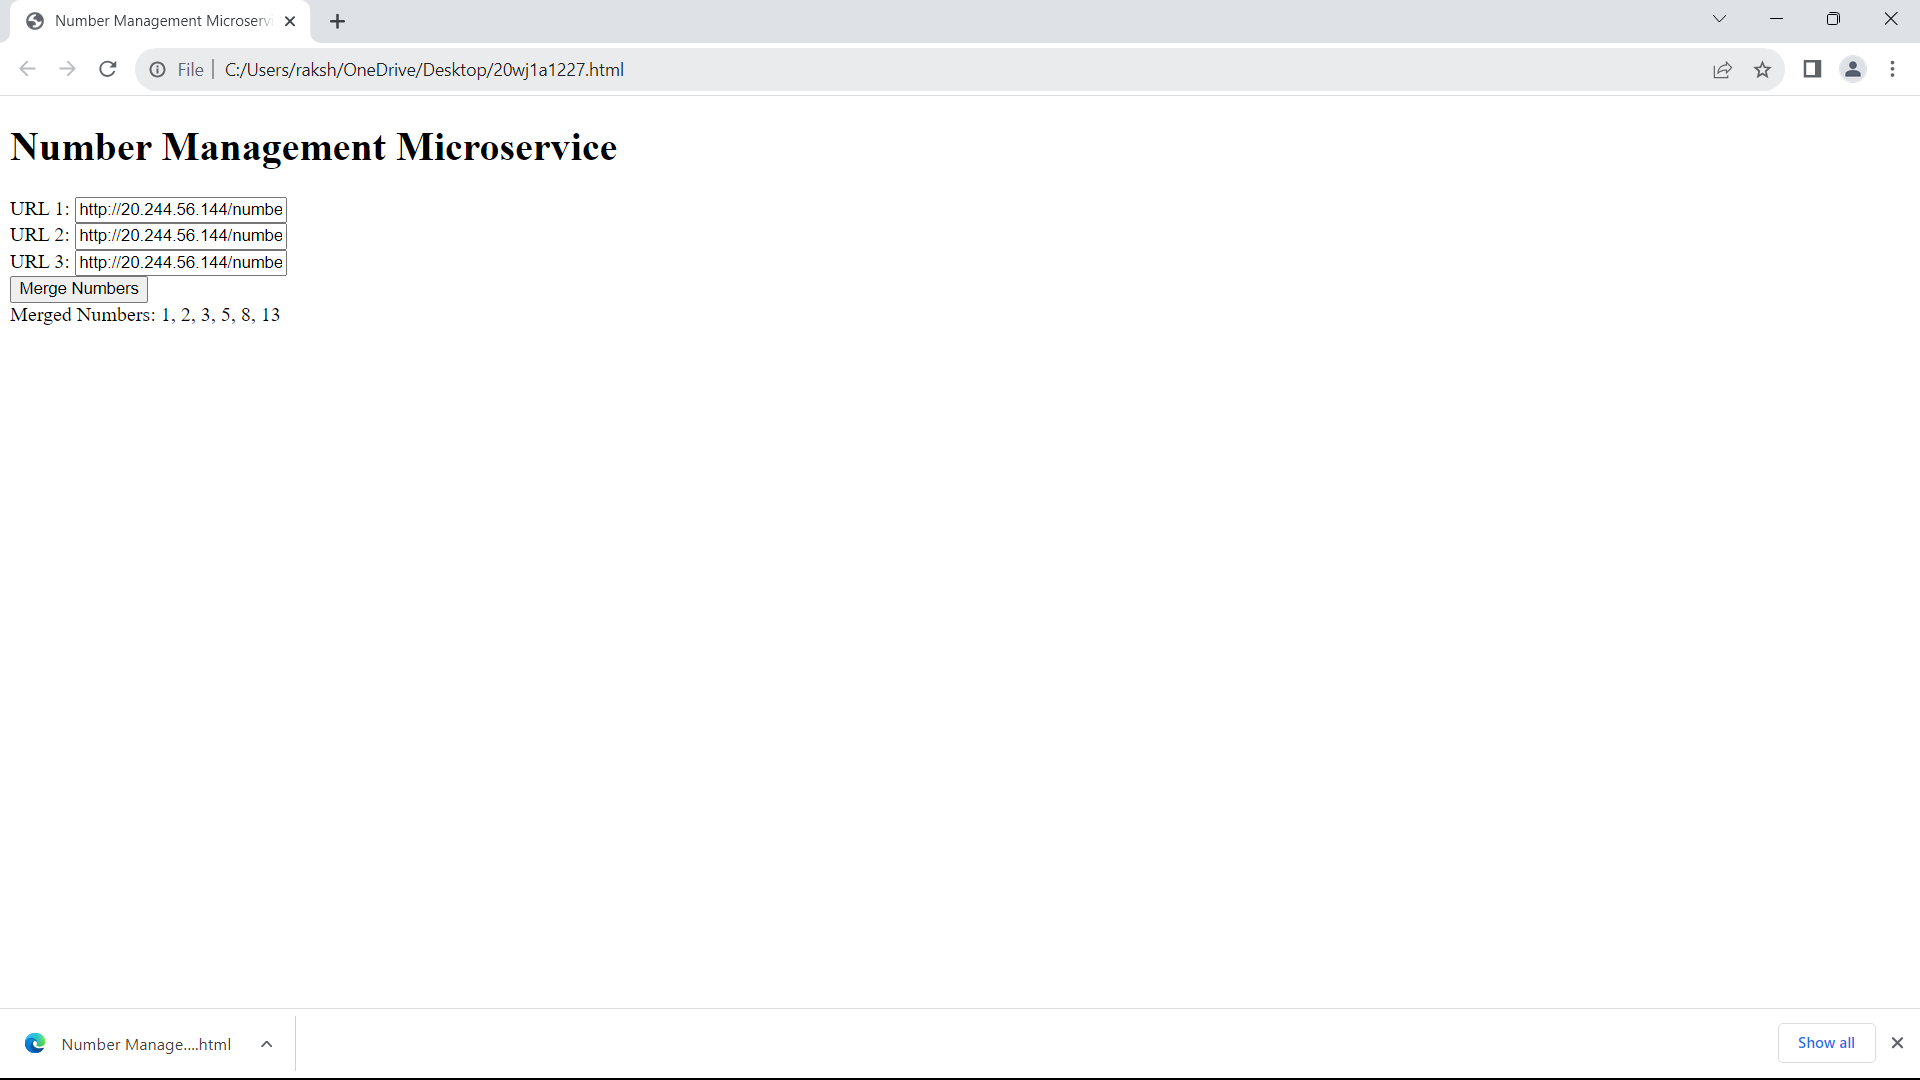 Number Management Microserv
File
C:/Users/raksh/OneDrive/Desktop/20wj1a1227.html
Number Management Microservice
URL 1: http://20.244.56.144/numbe
URL 2: http://20.244.56.144/numbe
URL 3: http://20.244.56.144/numbe
Merge Numbers
Merged Numbers: 1, 2, 3, 5, 8, 13
Number Manage....html
Show all